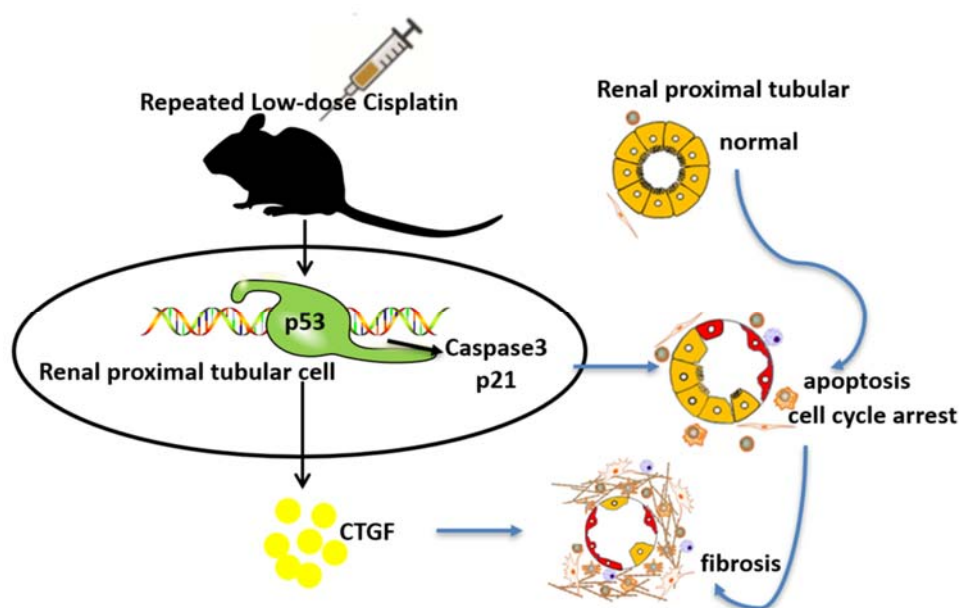 Repeated Low-dose Cisplatin
Renal proximal tubular
normal
p53
Caspase3
p21
Renal proximal tubular cell
apoptosis
cell cycle arrest
CTGF
fibrosis